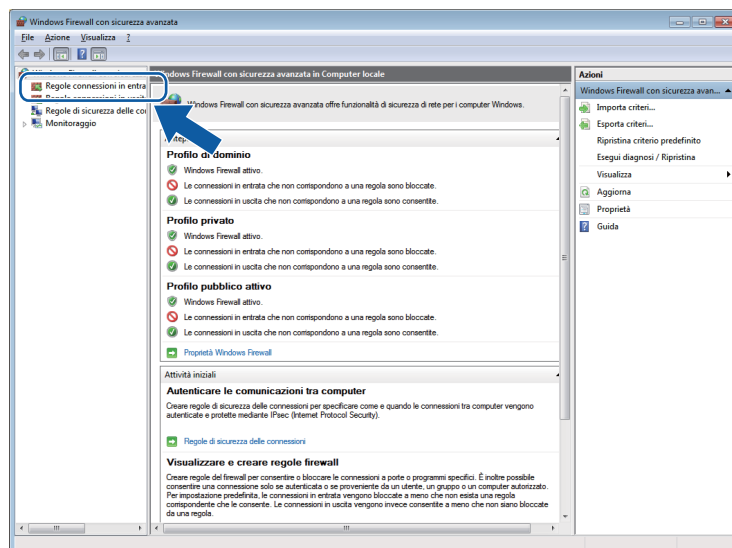 Windows Firewall con sicurezza avanzata
File Azione Visualizza ?
Regole connessioni in entra
Regole di sicurezza delle co
Monitoraggio
Windows Firewall con sicurezza avanzata in Computer locale
Windows Firewall con sicurezza avanzata offre funzionalità di sicurezza di rete per i computer Windows.
Profilo di dominio
Windows Firewall attivo.
Le connessioni in entrata che non corrispondono a una regola sono bloccate.
Le connessioni in uscita che non corrispondono a una regola sono consentite.
Profilo privato
Windows Firewall attivo.
Le connessioni in entrata che non corrispondono a una regola sono bloccate.
Le connessioni in uscita che non corrispondono a una regola sono consentite.
Profilo pubblico attivo
Windows Firewall attivo.
Le connessioni in entrata che non corrispondono a una regola sono bloccate.
Le connessioni in uscita che non corrispondono a una regola sono consentite.
Proprietà Windows Firewall
Attività iniziali
Autenticare le comunicazioni tra computer
Creare regole di sicurezza delle connessioni per specificare come e quando le connessioni tra computer vengono
autenticate e protette mediante IPsec (Internet Protocol Security).
Regole di sicurezza delle connessioni
Visualizzare e creare regole firewall
Creare regole del firewall per consentire o bloccare le connessioni a porte o programmi specifici. È inoltre possibile
consentire una connessione solo se autenticata o se proveniente da un utente, un gruppo o un computer autorizzato.
Per impostazione predefinita, le connessioni in entrata vengono bloccate a meno che non esista una regola
corrispondente che le consente. Le connessioni in uscita vengono invece consentite a meno che non siano bloccate
da una regola.
Azioni
Windows Firewall con sicurezza avan...
Importa criteri...
Esporta criteri...
Ripristina criterio predefinito
Esegui diagnosi / Ripristina
Visualizza
Aggiorna
Proprietà
Guida